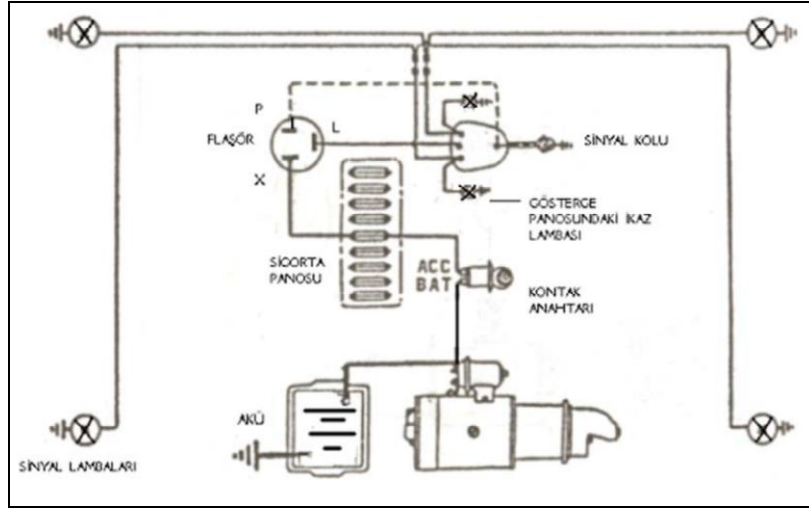 P
FLAŞÖR
L
X
SİNYAL KOLU
GÖSTERGE
PANOSUNDAKİ İKAZ
LAMBASI
SİGORTA
PANOSU
ACC
BAT
KONTAK
ANAHTARI
AKÜ
SİNYAL LAMBALARI